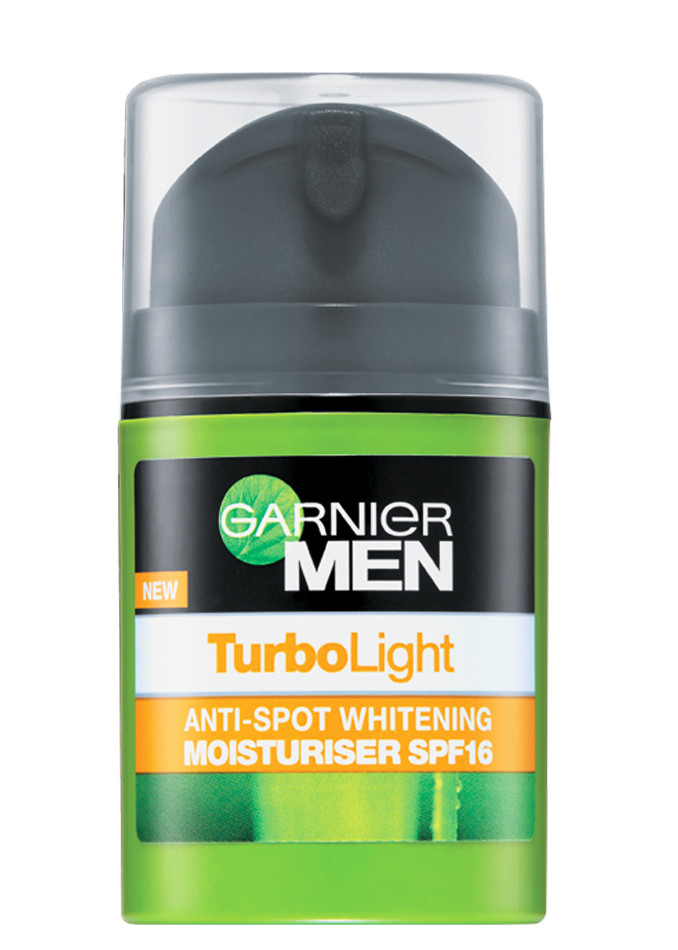 GARNIER
MEN
NEW
TurboLight
ANTI-SPOT WHITENING
MOISTURISER SPF16